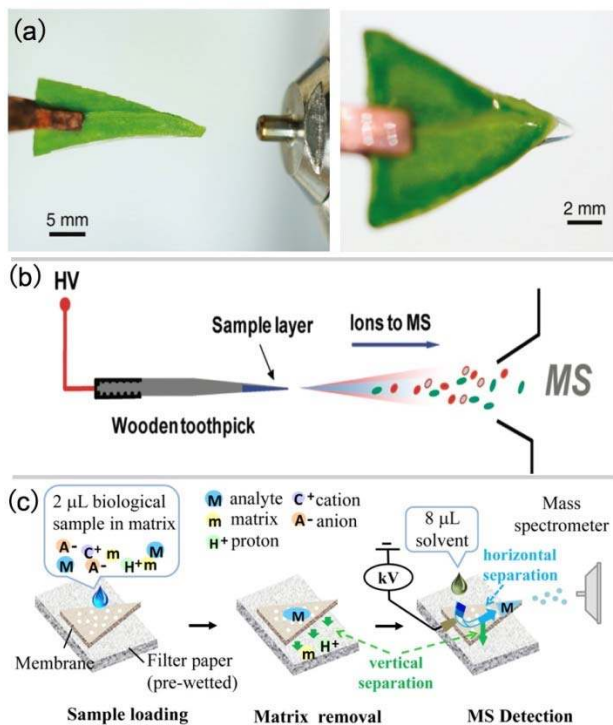 (a)
5 mm
2 mm
(b)
HV
Sample layer
Ions to MS
MS
Wooden toothpick
(c)
2 μL biological
sample in matrix
A- C+ m M
M A- H+ m
M analyte C+ cation
m matrix A- anion
H+ proton
8 μL
solvent
Mass
spectrometer
kV
horizontal
separation
M
M
m H+
vertical
separation
Membrane
Filter paper
(pre-wetted)
Sample loading
Matrix removal
MS Detection